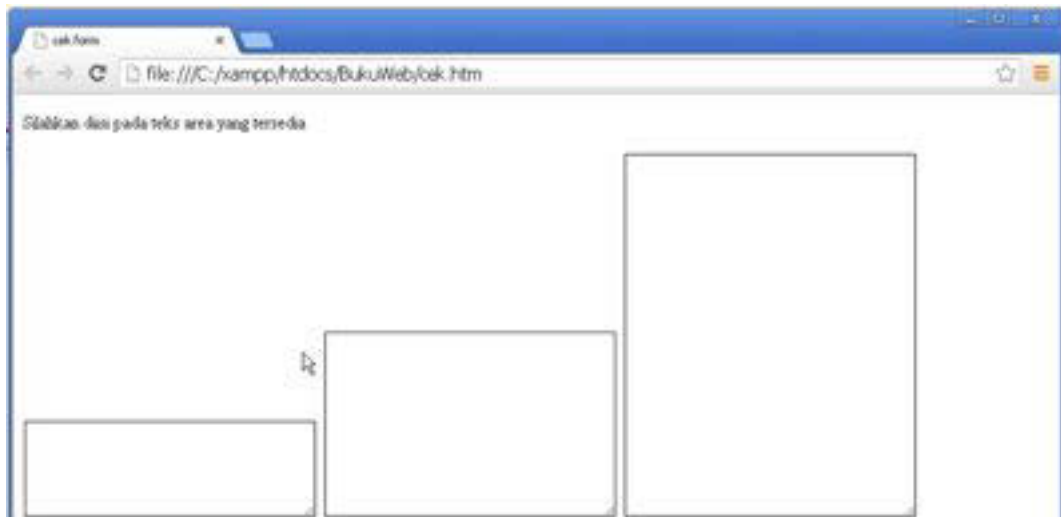 cek form
file:///C:/xampp/htdocs/BukuWeb/cek.htm
Silahkan diisi pada teks area yang tersedia